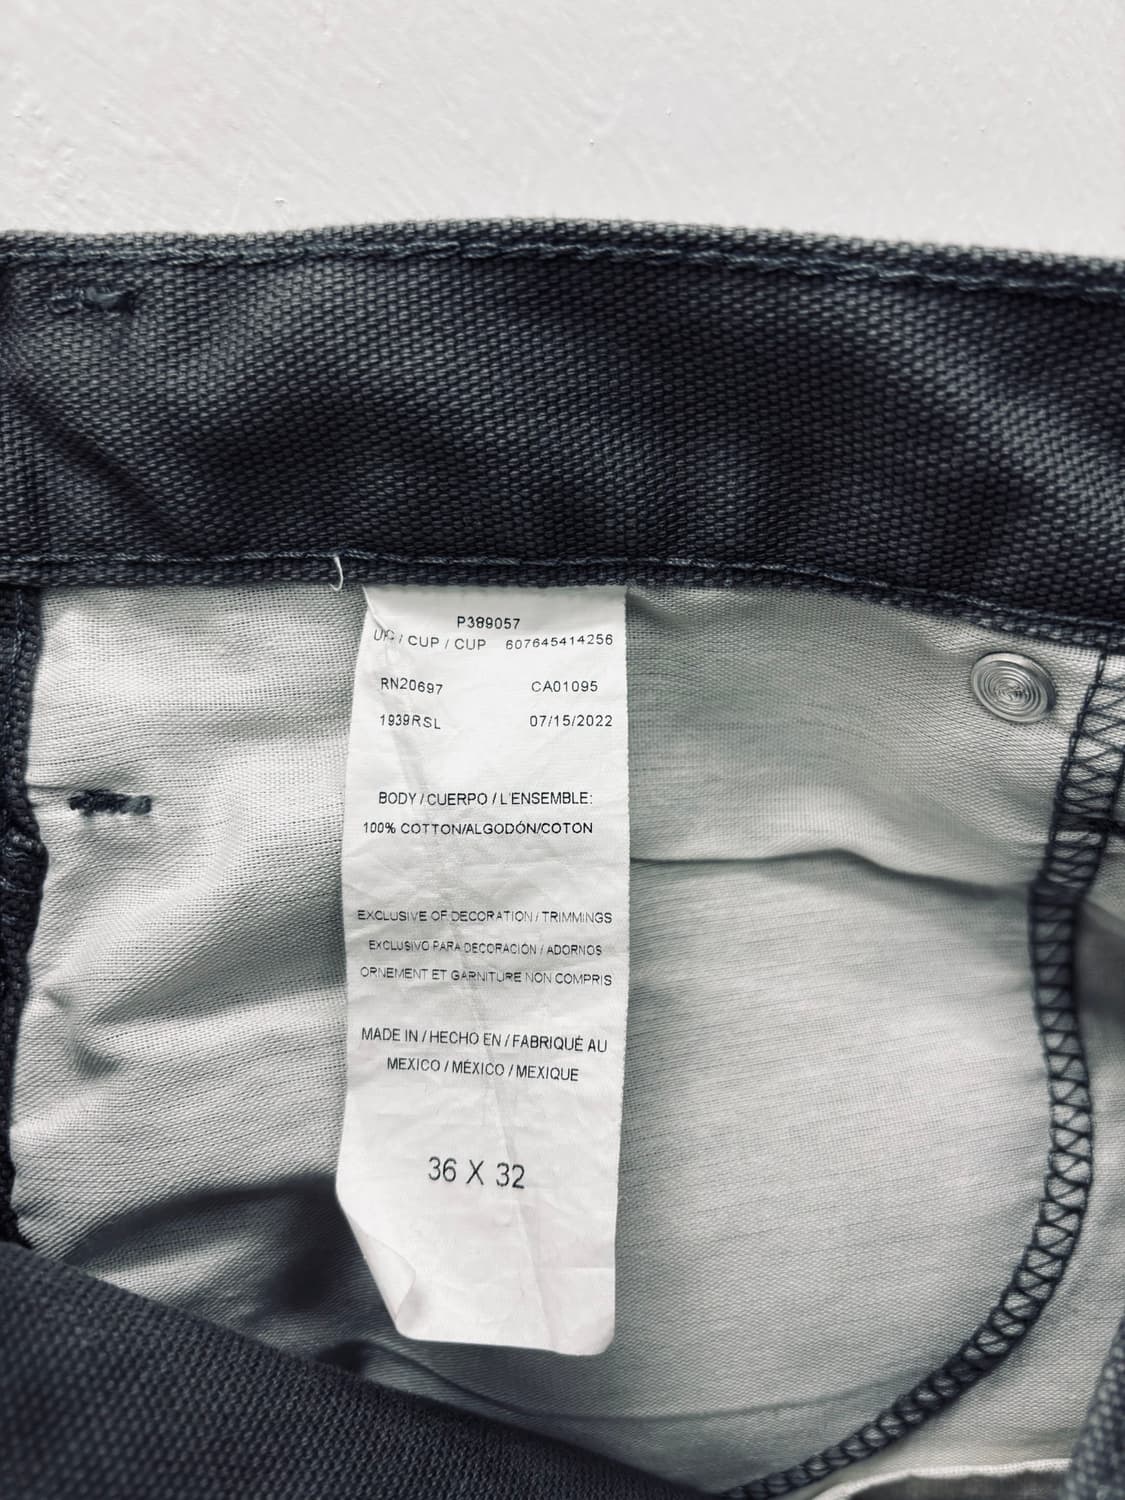 P389057
UPC / CUP / CUP 607645414256
RN20697 CA01095
1939RSL 07/15/2022
BODY / CUERPO / L'ENSEMBLE:
100% COTTON/ALGODÓN/COTON
EXCLUSIVE OF DECORATION / TRIMMINGS
EXCLUSIVO PARA DECORACIÓN / ADORNOS
ORNEMENT ET GARNITURE NON COMPRIS
MADE IN / HECHO EN / FABRIQUÉ AU
MEXICO / MÉXICO / MEXIQUE
36 X 32